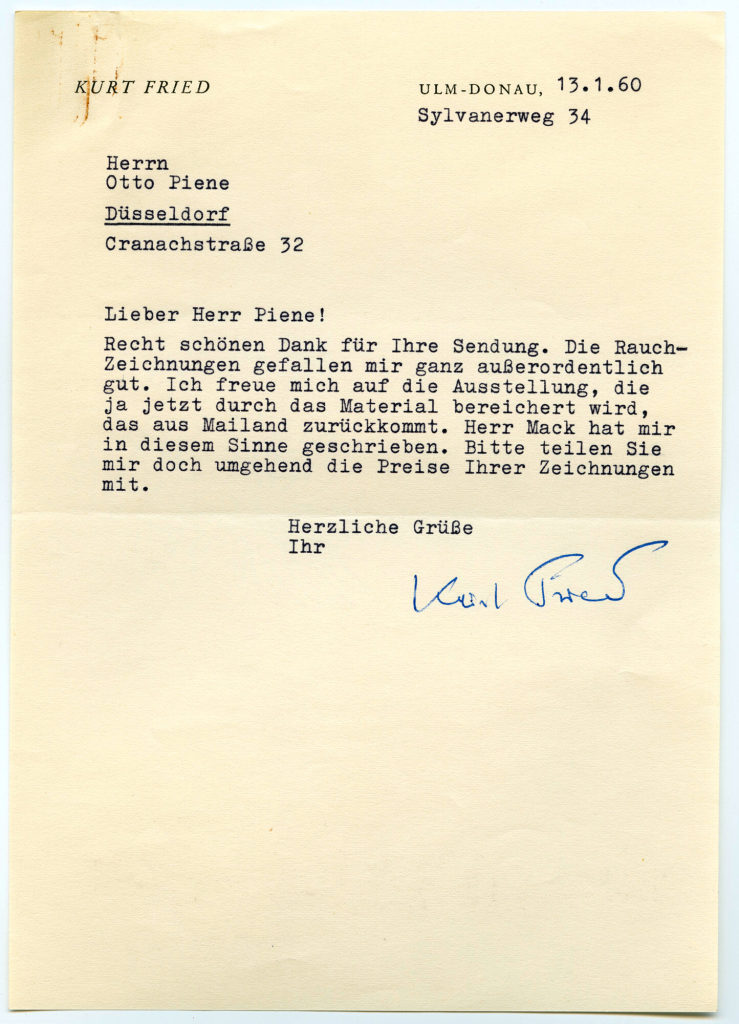 KURT FRIED
ULM-DONAU, 13.1.60
Sylvanerweg 34
Herrn
Otto Piene
Düsseldorf
Cranachstraße 32
Lieber Herr Piene!
Recht schönen Dank für Ihre Sendung. Die Rauch-
Zeichnungen gefallen mir ganz außerordentlich
gut. Ich freue mich auf die Ausstellung, die
ja jetzt durch das Material bereichert wird,
das aus Mailand zurückkommt. Herr Mack hat mir
in diesem Sinne geschrieben. Bitte teilen Sie
mir doch umgehend die Preise Ihrer Zeichnungen
mit.
Herzliche Grüße
Ihr
Kurt Fried